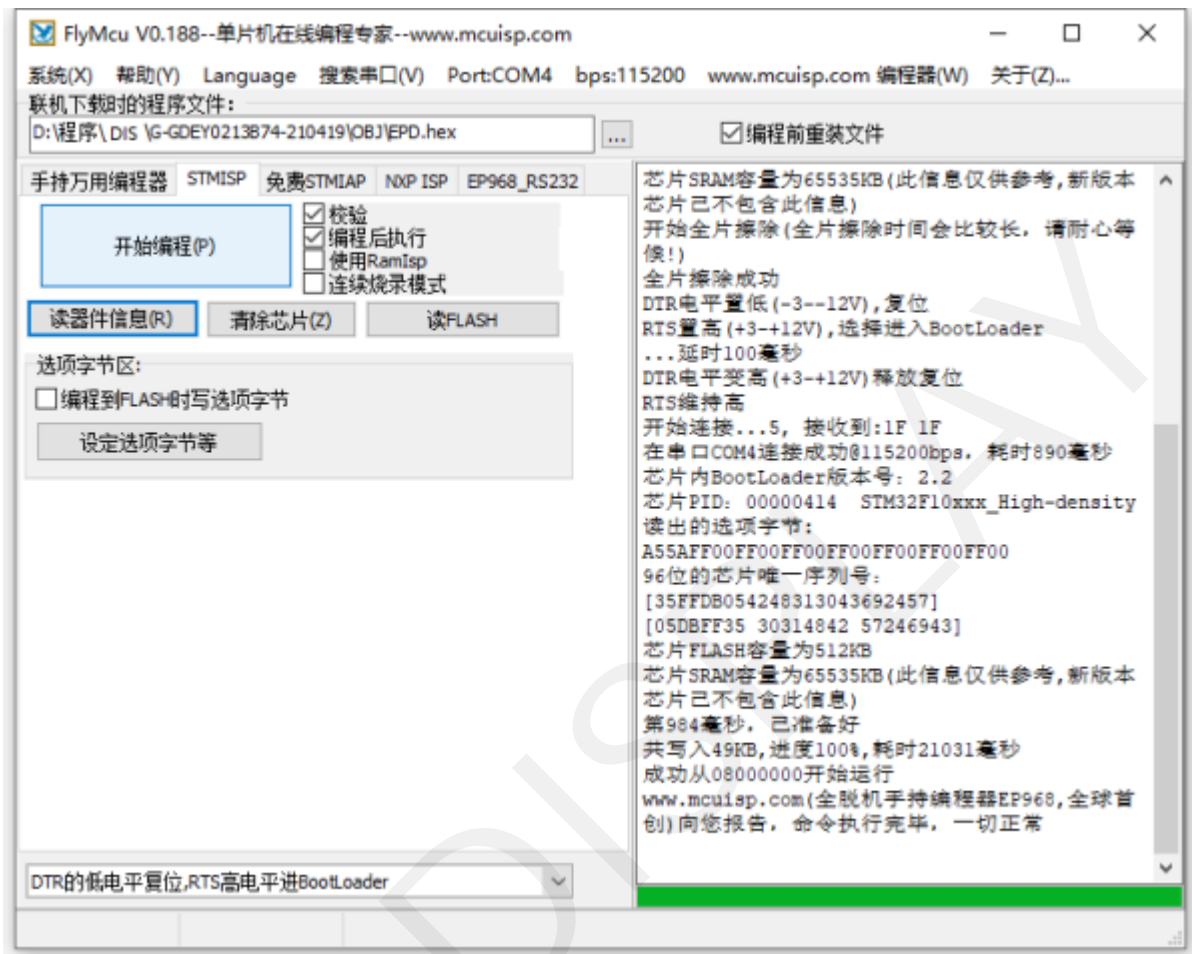 FlyMcu V0.188--单片机在线编程专家--www.mcuisp.com
系统(X) 帮助(Y) Language 搜索串口(V) Port:COM4 bps:115200 www.mcuisp.com 编程器(W) 关于(Z)...
联机下载时的程序文件:
D:\程序\ DIS \G-GDEY0213B74-210419\OBJ\EPD.hex
...
编程前重装文件
手持万用编程器 STMISP 免费STMIAP NXP ISP EP968_RS232
开始编程(P)
校验
编程后执行
使用RamIsp
连续烧录模式
读器件信息(R) 清除芯片(Z) 读FLASH
选项字节区:
编程到FLASH时写选项字节
设定选项字节等
DTR的低电平复位,RTS高电平进BootLoader
芯片SRAM容量为65535KB(此信息仅供参考,新版本
芯片已不包含此信息)
开始全片擦除(全片擦除时间会比较长, 请耐心等
候!)
全片擦除成功
DTR电平置低(-3--12V),复位
RTS置高(+3-+12V),选择进入BootLoader
...延时100毫秒
DTR电平变高(+3-+12V)释放复位
RTS维持高
开始连接...5, 接收到:1F 1F
在串口COM4连接成功@115200bps, 耗时890毫秒
芯片内BootLoader版本号: 2.2
芯片PID: 00000414 STM32F10xxx_High-density
读出的选项字节:
A55AFF00FF00FF00FF00FF00FF00FF00
96位的芯片唯一序列号:
[35FFDB054248313043692457]
[05DBFF35 30314842 57246943]
芯片FLASH容量为512KB
芯片SRAM容量为65535KB(此信息仅供参考,新版本
芯片已不包含此信息)
第984毫秒, 已准备好
共写入49KB,进度100%,耗时21031毫秒
成功从08000000开始运行
www.mcuisp.com(全脱机手持编程器EP968,全球首
创)向您报告, 命令执行完毕, 一切正常
DISPLAY